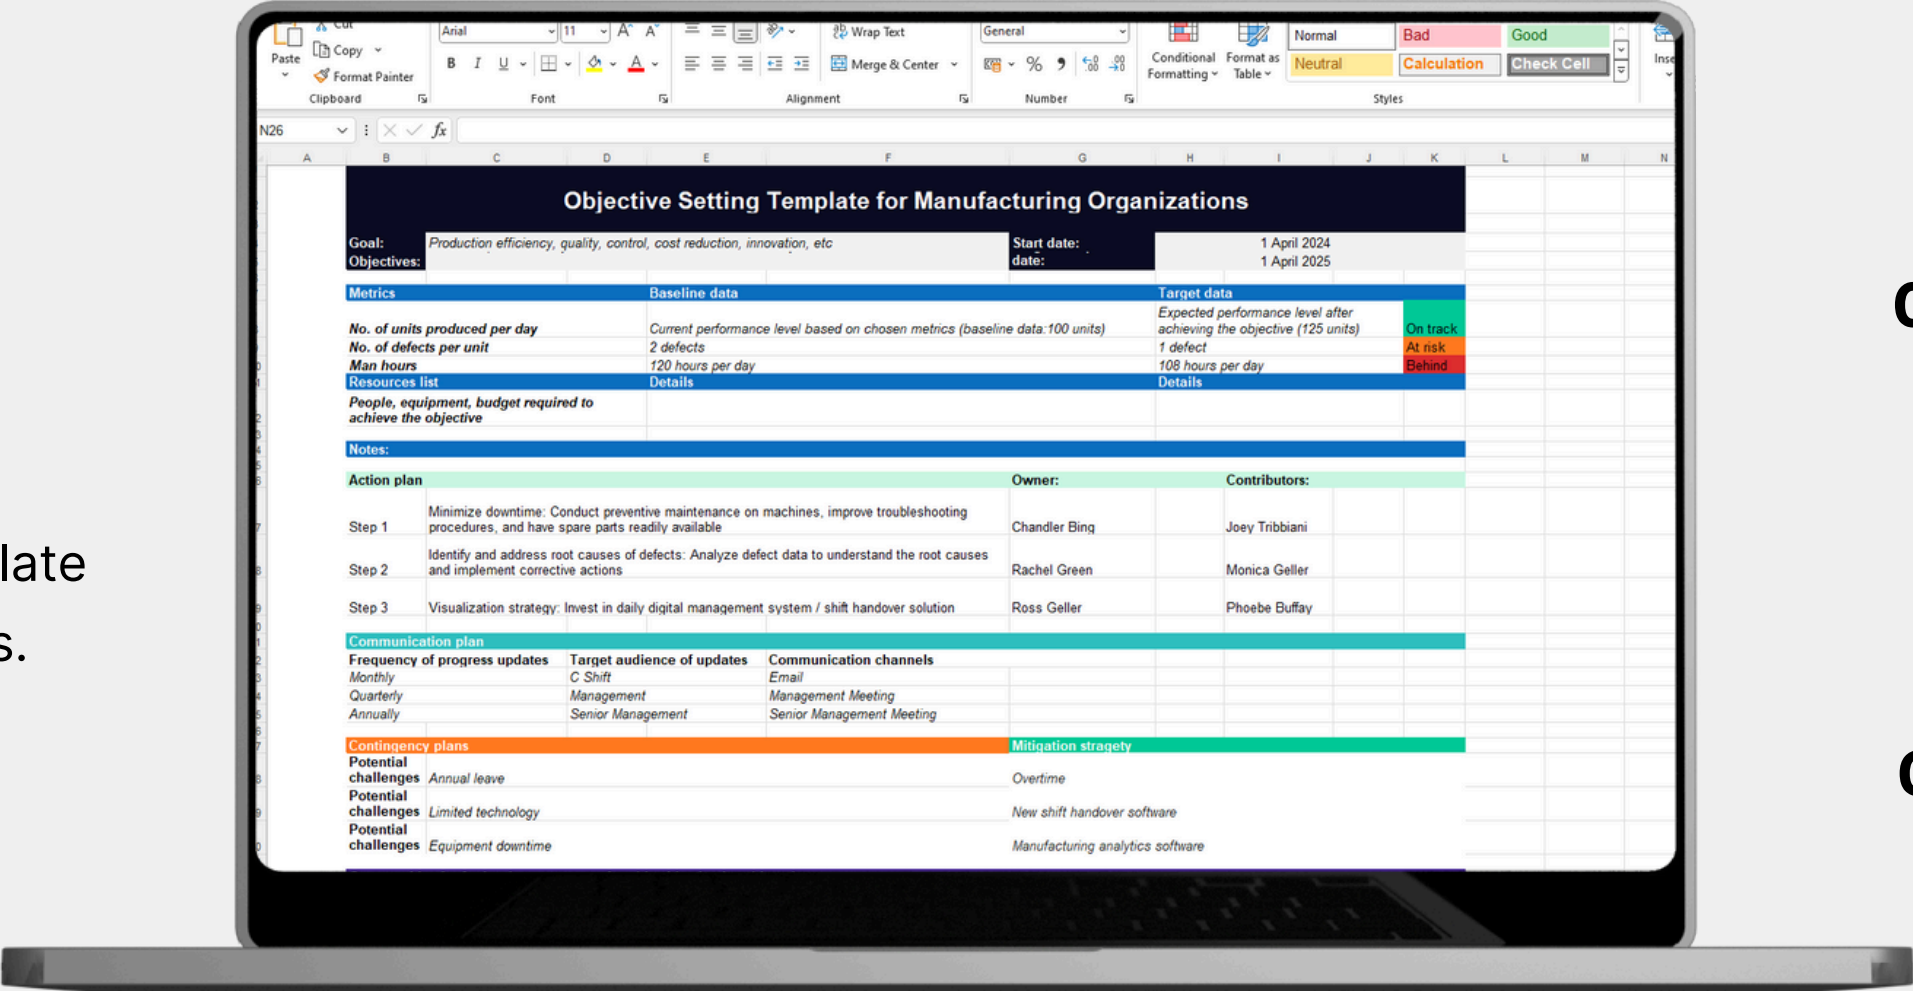 Cut
Copy
Paste
Format Painter
Clipboard
Arial
11
A A
B I U
A
Font
Wrap Text
Merge & Center
Alignment
General
%
Number
Conditional
Formatting
Format as
Table
Normal
Bad
Good
Neutral
Calculation
Check Cell
Styles
Inse
N26
fx
A B C D E F G H I J K L M N
Objective Setting Template for Manufacturing Organizations
Goal: Production efficiency, quality, control, cost reduction, innovation, etc Start date: 1 April 2024
Objectives: date: 1 April 2025
Metrics Baseline data Target data
Expected performance level after
No. of units produced per day Current performance level based on chosen metrics (baseline data:100 units) achieving the objective (125 units) On track
No. of defects per unit 2 defects 1 defect At risk
Man hours 120 hours per day 108 hours per day Behind
Resources list Details Details
People, equipment, budget required to
achieve the objective
Notes:
Action plan Owner: Contributors:
Minimize downtime: Conduct preventive maintenance on machines, improve troubleshooting
Step 1 procedures, and have spare parts readily available Chandler Bing Joey Tribbiani
Identify and address root causes of defects: Analyze defect data to understand the root causes
Step 2 and implement corrective actions Rachel Green Monica Geller
Step 3 Visualization strategy: Invest in daily digital management system / shift handover solution Ross Geller Phoebe Buffay
Communication plan
Frequency of progress updates Target audience of updates Communication channels
Monthly C Shift Email
Quarterly Management Management Meeting
Annually Senior Management Senior Management Meeting
Contingency plans Mitigation stragety
Potential
challenges Annual leave Overtime
Potential
challenges Limited technology New shift handover software
Potential
challenges Equipment downtime Manufacturing analytics software
late
s.